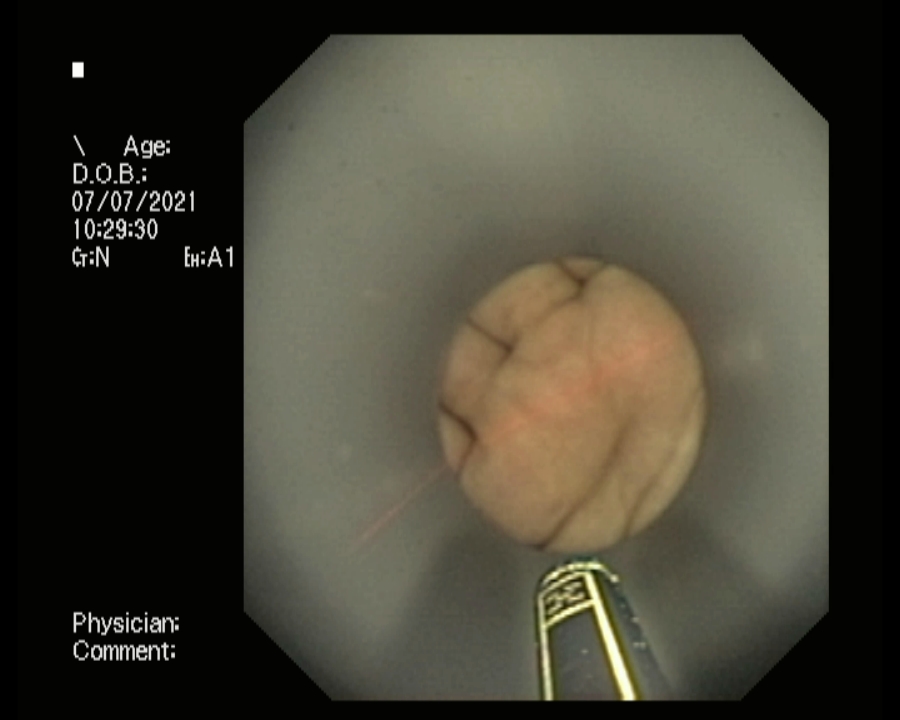 \ Age:
D.O.B.:
07/07/2021
10:29:30
Cr:N Eh:A1
Physician:
Comment: